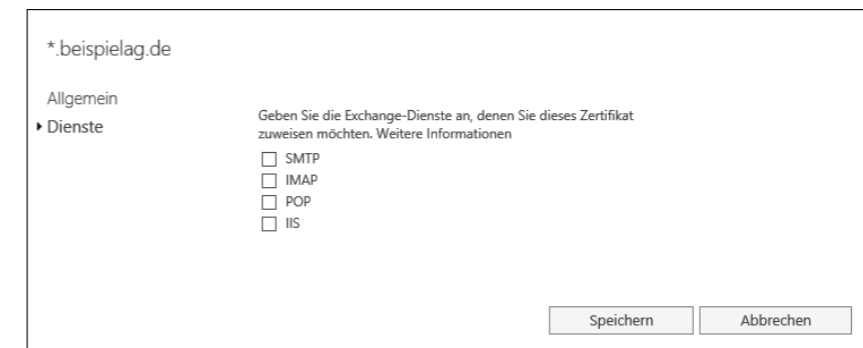 *.beispielag.de
Allgemein
Dienste
Geben Sie die Exchange-Dienste an, denen Sie dieses Zertifikat
zuweisen möchten. Weitere Informationen
SMTP
IMAP
POP
IIS
Speichern
Abbrechen